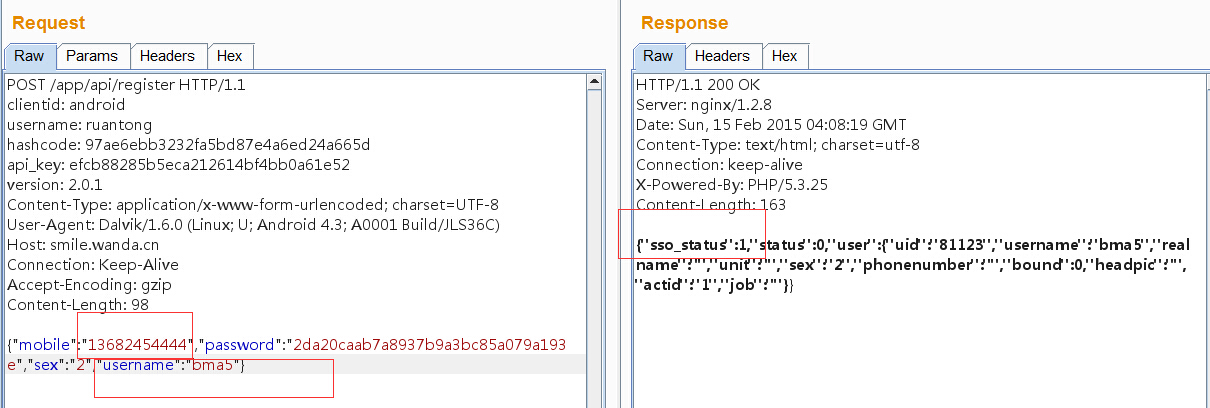 Request
Raw Params Headers Hex
POST /app/api/register HTTP/1.1
clientid: android
username: ruantong
hashcode: 97ae6ebb3232fa5bd87e4a6ed24a665d
api_key: efcb88285b5eca212614bf4bb0a61e52
version: 2.0.1
Content-Type: application/x-www-form-urlencoded; charset=UTF-8
User-Agent: Dalvik/1.6.0 (Linux; U; Android 4.3; A0001 Build/JLS36C)
Host: smile.wanda.cn
Connection: Keep-Alive
Accept-Encoding: gzip
Content-Length: 98
{"mobile":"13682454444","password":"2da20caab7a8937b9a3bc85a079a193
e","sex":"2","username":"bma5"}
Response
Raw Headers Hex
HTTP/1.1 200 OK
Server: nginx/1.2.8
Date: Sun, 15 Feb 2015 04:08:19 GMT
Content-Type: text/html; charset=utf-8
Connection: keep-alive
X-Powered-By: PHP/5.3.25
Content-Length: 163
{"sso_status":1,"status":0,"user":{"uid":"81123","username":"bma5","real
name":"","unit":"","sex":"2","phonenumber":"","bound":0,"headpic":"",
"actid":"1","job":""}}